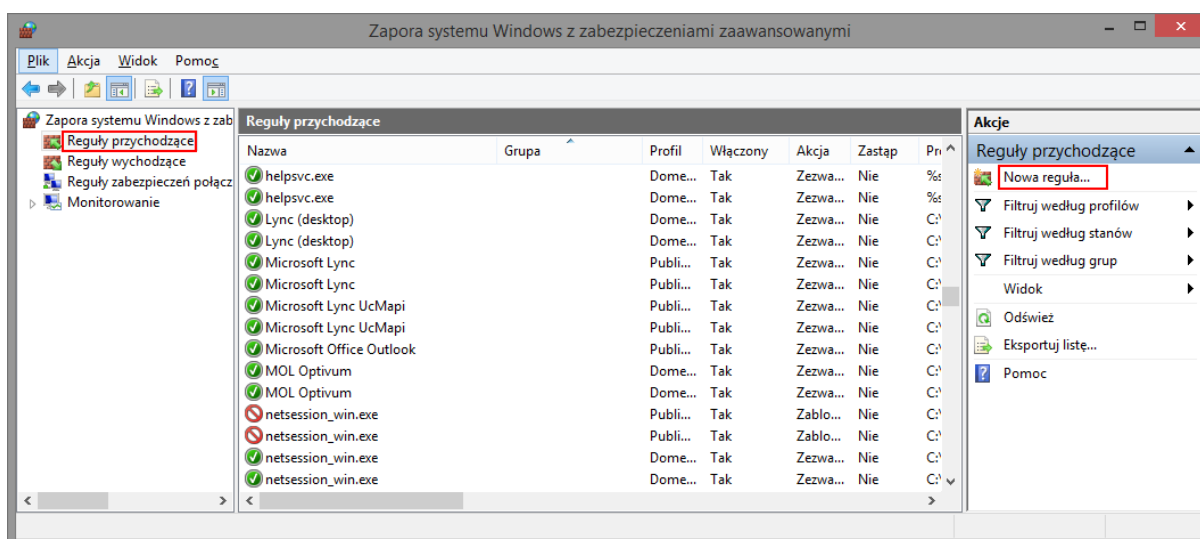 Zapora systemu Windows z zabezpieczeniami zaawansowanymi
Plik Akcja Widok Pomoc
Zapora systemu Windows z zab
Reguły przychodzące
Reguły wychodzące
Reguły zabezpieczeń połącz
Monitorowanie
Reguły przychodzące
Nazwa Grupa Profil Włączony Akcja Zastąp Pr
helpsvc.exe Dome... Tak Zezwa... Nie %s
helpsvc.exe Dome... Tak Zezwa... Nie %s
Lync (desktop) Dome... Tak Zezwa... Nie C:\
Lync (desktop) Dome... Tak Zezwa... Nie C:\
Microsoft Lync Publi... Tak Zezwa... Nie C:\
Microsoft Lync Publi... Tak Zezwa... Nie C:\
Microsoft Lync UcMapi Publi... Tak Zezwa... Nie C:\
Microsoft Lync UcMapi Publi... Tak Zezwa... Nie C:\
Microsoft Office Outlook Publi... Tak Zezwa... Nie C:\
MOL Optivum Dome... Tak Zezwa... Nie C:\
MOL Optivum Dome... Tak Zezwa... Nie C:\
netsession_win.exe Publi... Tak Zablo... Nie C:\
netsession_win.exe Publi... Tak Zablo... Nie C:\
netsession_win.exe Dome... Tak Zezwa... Nie C:\
netsession_win.exe Dome... Tak Zezwa... Nie C:\
Akcje
Reguły przychodzące
Nowa reguła...
Filtruj według profilów
Filtruj według stanów
Filtruj według grup
Widok
Odśwież
Eksportuj listę...
Pomoc